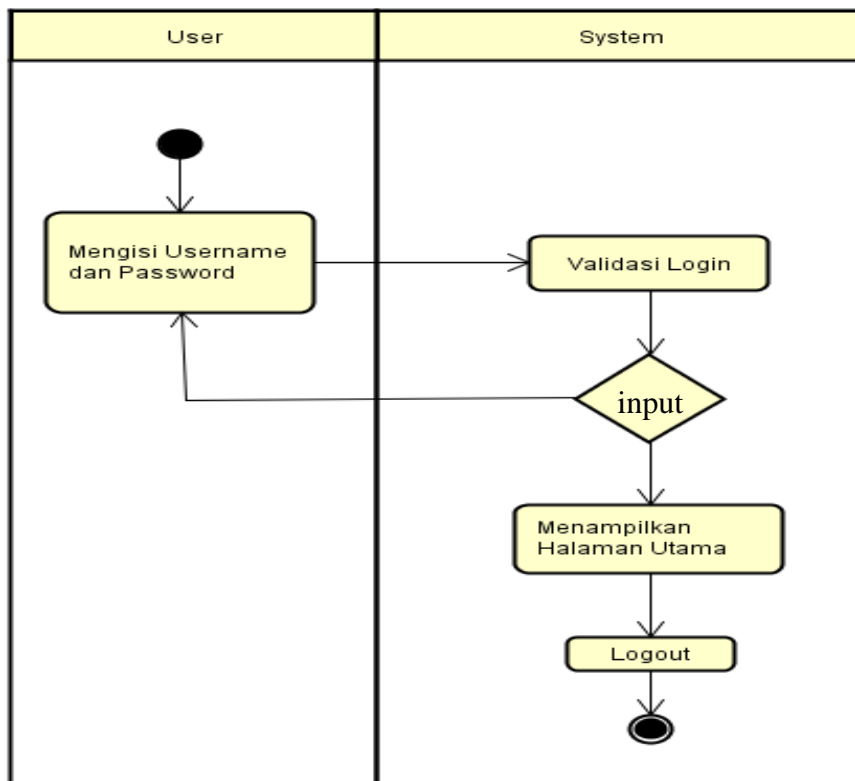 User
System
Mengisi Username
dan Password
Validasi Login
input
Menampilkan
Halaman Utama
Logout